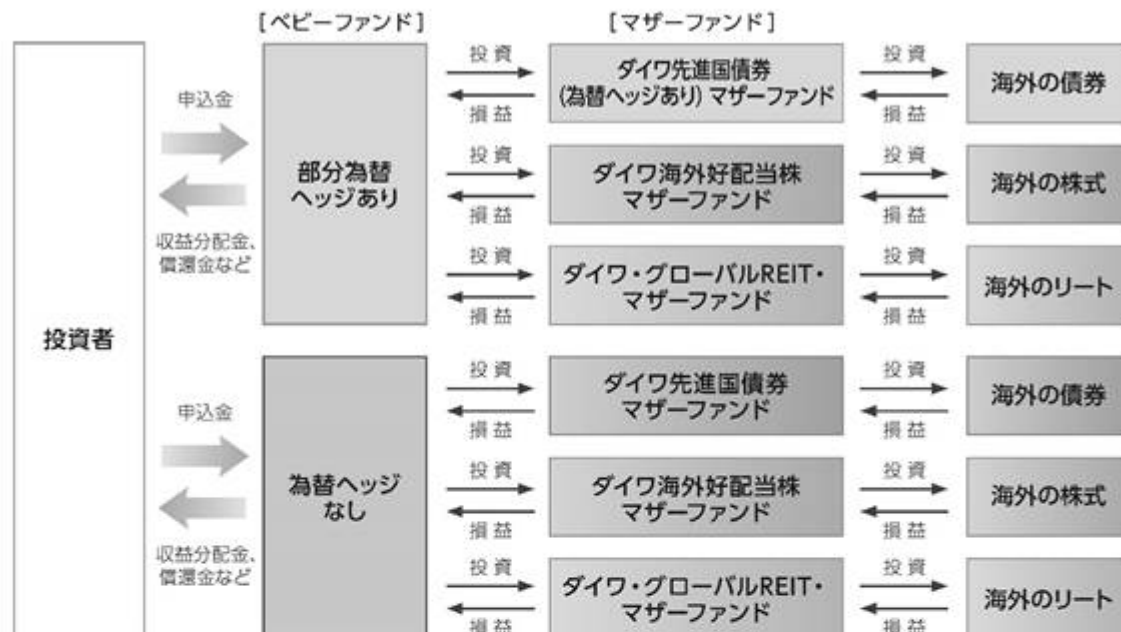 [ベビーファンド]
[マザーファンド]
投資者
申込金
収益分配金、
償還金など
部分為替
ヘッジあり
投資
損益
ダイワ先進国債券
(為替ヘッジあり) マザーファンド
投資
損益
海外の債券
投資
損益
ダイワ海外好配当株
マザーファンド
投資
損益
海外の株式
投資
損益
ダイワ・グローバルREIT・
マザーファンド
投資
損益
海外のリート
申込金
収益分配金、
償還金など
為替ヘッジ
なし
投資
損益
ダイワ先進国債券
マザーファンド
投資
損益
海外の債券
投資
損益
ダイワ海外好配当株
マザーファンド
投資
損益
海外の株式
投資
損益
ダイワ・グローバルREIT・
マザーファンド
投資
損益
海外のリート